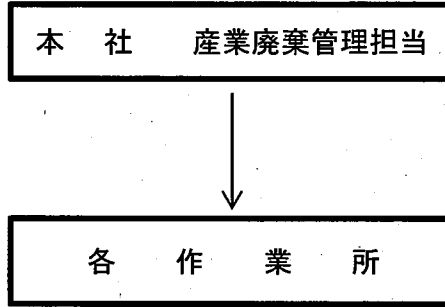 本 社 産業廃棄管理担当
各 作 業 所